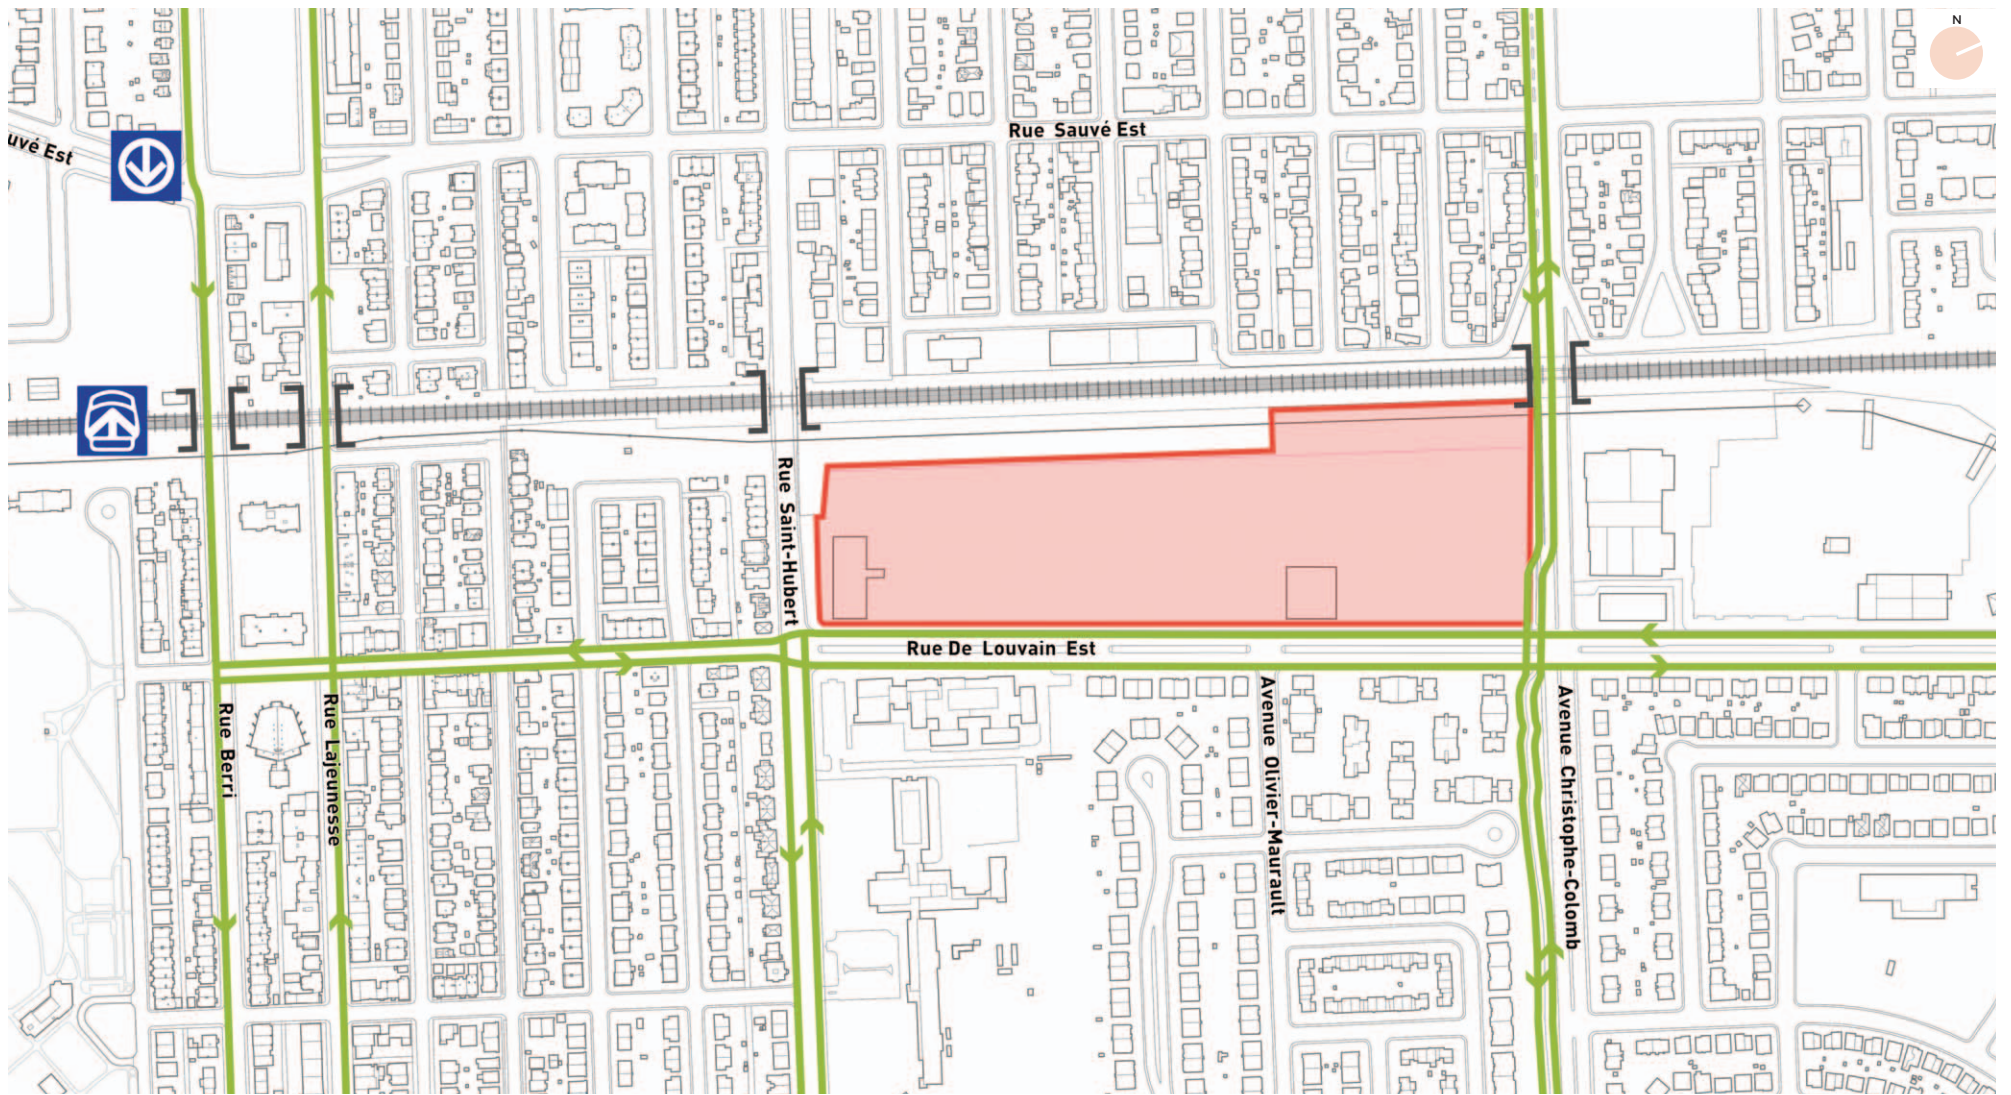 N
Rue Sauvé Est
uvé Est
Rue Saint-Hubert
Rue De Louvain Est
Rue Berri
Rue Lajeunesse
Avenue Olivier-Maurault
Avenue Christophe-Colomb